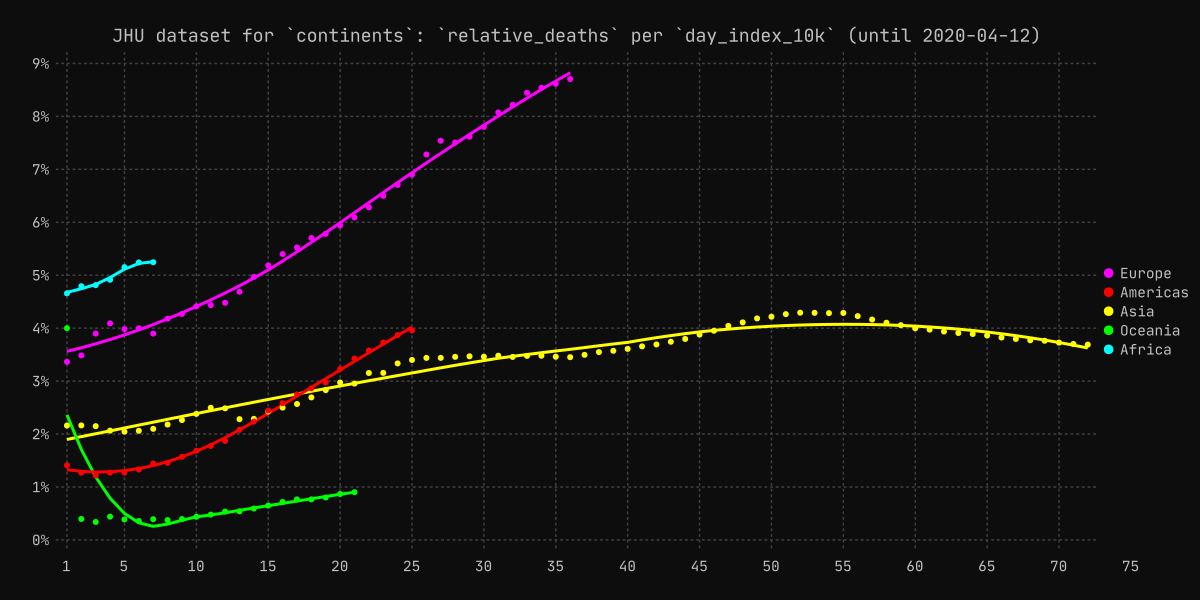 JHU dataset for `continents`: `relative_deaths` per `day_index_10k` (until 2020-04-12)
9%
8%
7%
6%
5%
4%
3%
2%
1%
0%
1 5 10 15 20 25 30 35 40 45 50 55 60 65 70 75
Europe
Americas
Asia
Oceania
Africa